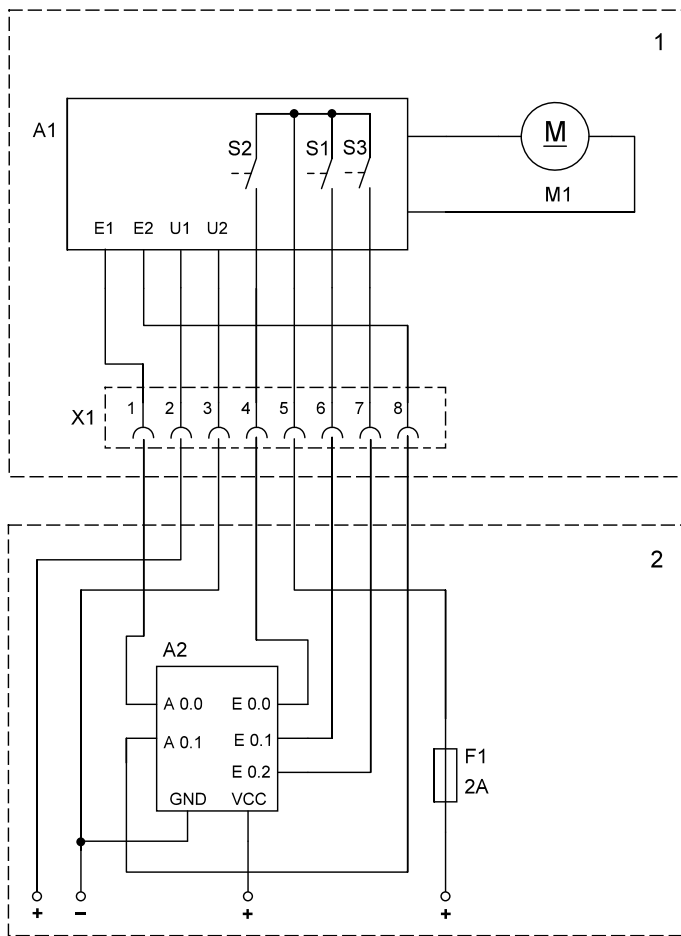 1
A1
S2
S1
S3
M
M1
E1 E2 U1 U2
X1
1 2 3 4 5 6 7 8
2
A2
A 0.0 E 0.0
A 0.1 E 0.1
E 0.2
GND VCC
F1
2A
+ − + +